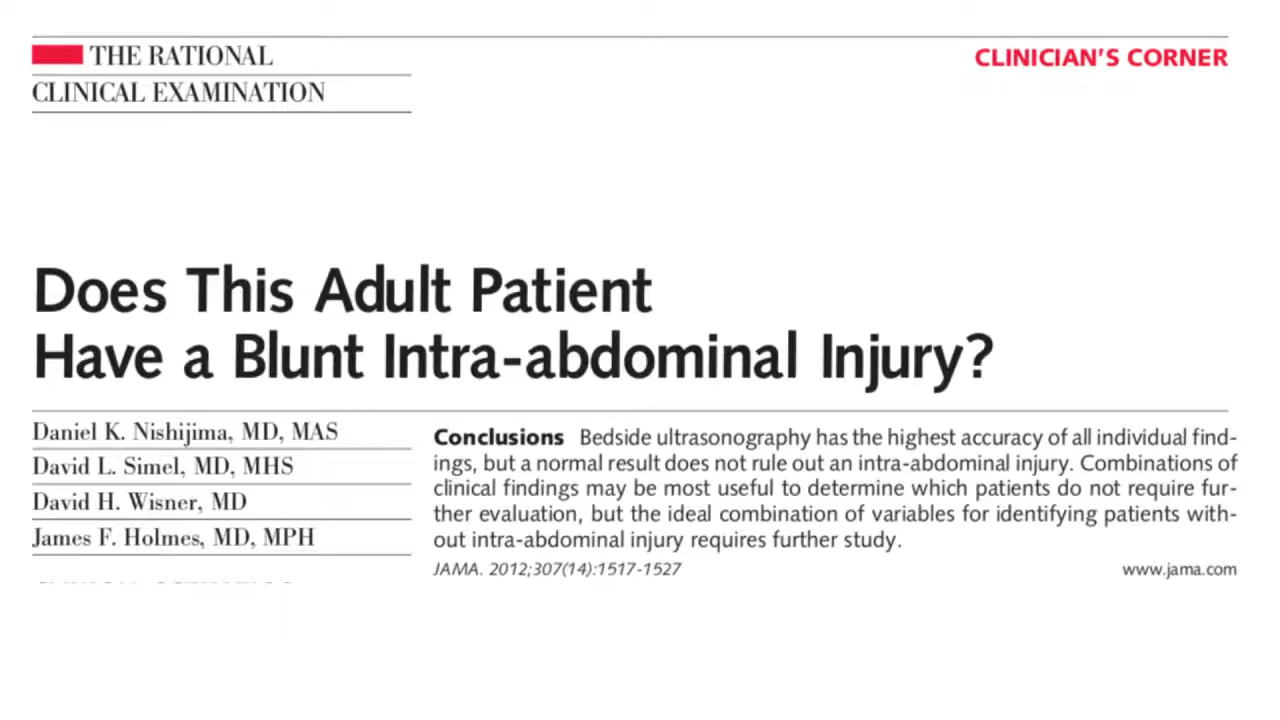 THE RATIONAL
CLINICAL EXAMINATION
CLINICIAN'S CORNER
Does This Adult Patient
Have a Blunt Intra-abdominal Injury?
Daniel K. Nishijima, MD, MAS
David L. Simel, MD, MHS
David H. Wisner, MD
James F. Holmes, MD, MPH
Conclusions Bedside ultrasonography has the highest accuracy of all individual find-
ings, but a normal result does not rule out an intra-abdominal injury. Combinations of
clinical findings may be most useful to determine which patients do not require fur-
ther evaluation, but the ideal combination of variables for identifying patients with-
out intra-abdominal injury requires further study.
JAMA. 2012;307(14):1517-1527
www.jama.com